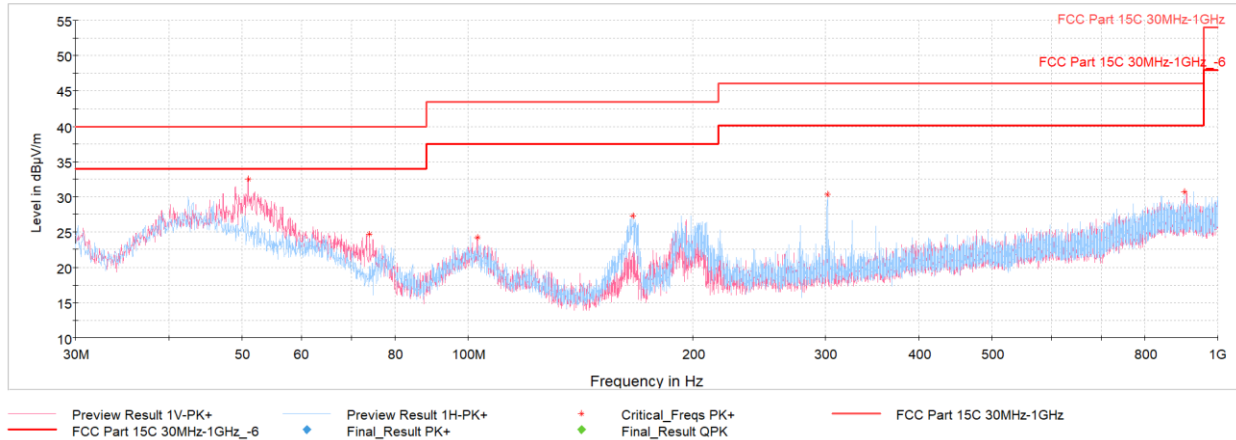 FCC Part 15C 30MHz-1GHz
FCC Part 15C 30MHz-1GHz_-6
Level in dBµV/m
55
50
45
40
35
30
25
20
15
10
30M 50 60 80 100M 200 300 400 500 800 1G
Frequency in Hz
Preview Result 1V-PK+ Preview Result 1H-PK+ Critical_Freqs PK+ FCC Part 15C 30MHz-1GHz
FCC Part 15C 30MHz-1GHz_-6 Final_Result PK+ Final_Result QPK